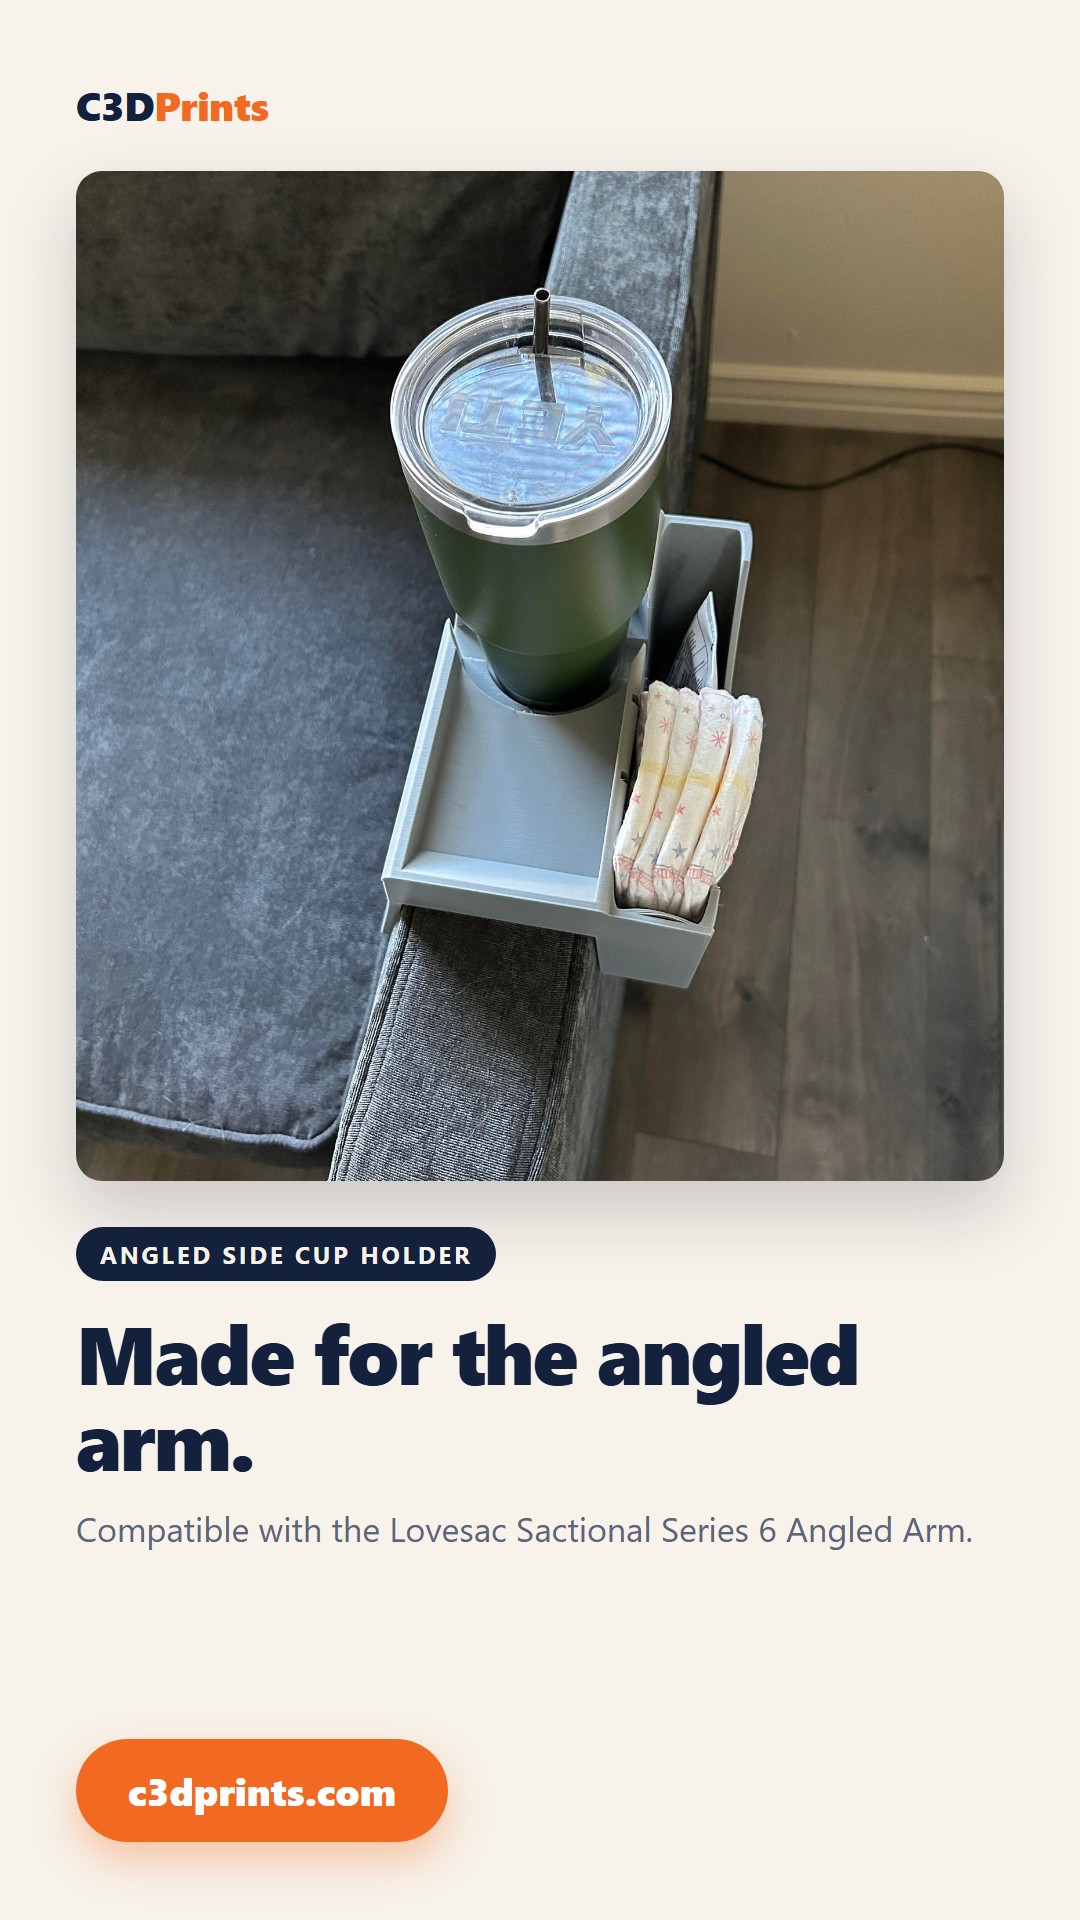 C3DPrints
YETI
ANGLED SIDE CUP HOLDER
Made for the angled
arm.
Compatible with the Lovesac Sactional Series 6 Angled Arm.
c3dprints.com